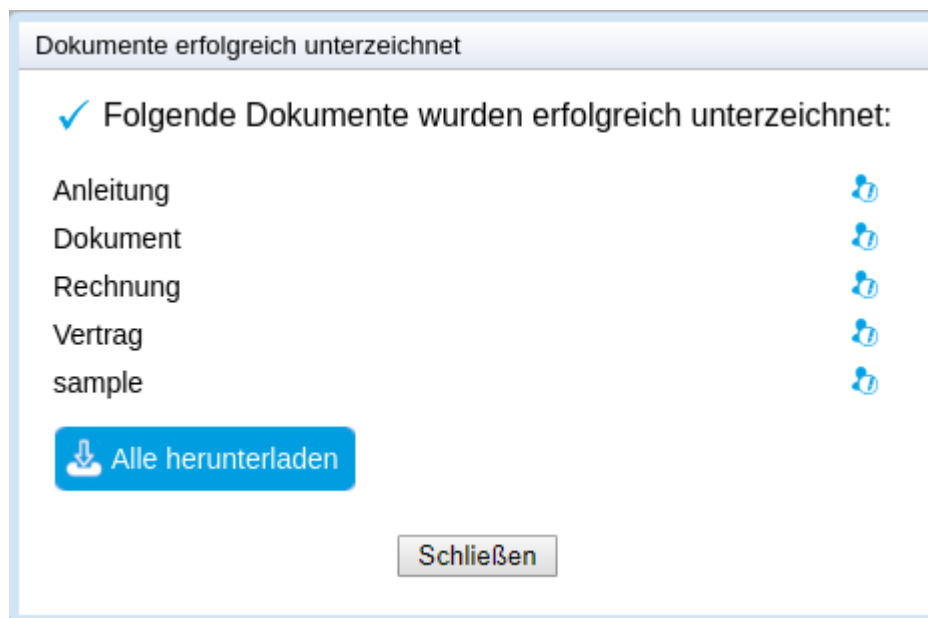 Dokumente erfolgreich unterzeichnet
Folgende Dokumente wurden erfolgreich unterzeichnet:
Anleitung
Dokument
Rechnung
Vertrag
sample
Alle herunterladen
Schließen